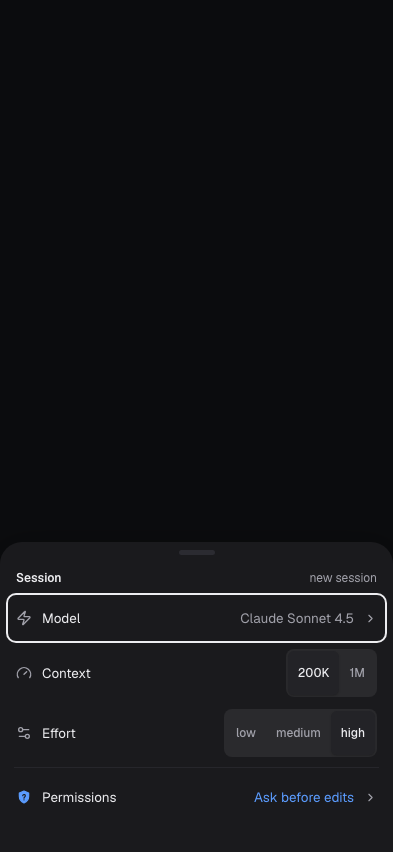 Session new session
Model Claude Sonnet 4.5
Context 200K 1M
Effort low medium high
Permissions Ask before edits